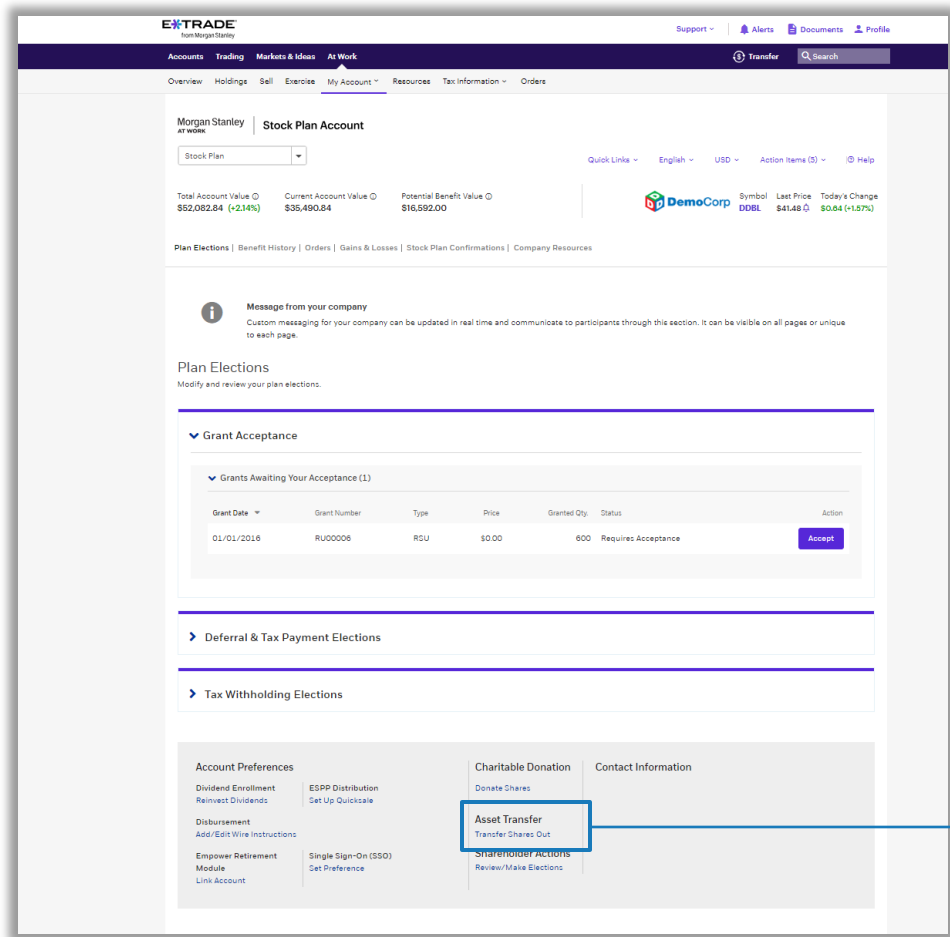 E*TRADE
from Morgan Stanley
Support Alerts Documents Profile
Accounts Trading Markets & Ideas At Work Transfer Search
Overview Holdings Sell Exercise My Account Resources Tax Information Orders
Morgan Stanley
AT WORK
Stock Plan Account
Stock Plan
Quick Links English USD Action Items (5) Help
Total Account Value Current Account Value Potential Benefit Value
$52,082.84 (+2.14%) $35,490.84 $16,592.00
DemoCorp
Symbol Last Price Today's Change
DDBL $41.48 $0.64 (+1.57%)
Plan Elections | Benefit History | Orders | Gains & Losses | Stock Plan Confirmations | Company Resources
Message from your company
Custom messaging for your company can be updated in real time and communicate to participants through this section. It can be visible on all pages or unique
to each page.
Plan Elections
Modify and review your plan elections.
Grant Acceptance
Grants Awaiting Your Acceptance (1)
Grant Date Grant Number Type Price Granted Qty. Status Action
01/01/2016 RU00006 RSU $0.00 600 Requires Acceptance Accept
Deferral & Tax Payment Elections
Tax Withholding Elections
Account Preferences
Dividend Enrollment
Reinvest Dividends
ESPP Distribution
Set Up Quicksale
Disbursement
Add/Edit Wire Instructions
Empower Retirement
Module
Link Account
Single Sign-On (SSO)
Set Preference
Charitable Donation
Donate Shares
Asset Transfer
Transfer Shares Out
Shareholder Actions
Review/Make Elections
Contact Information